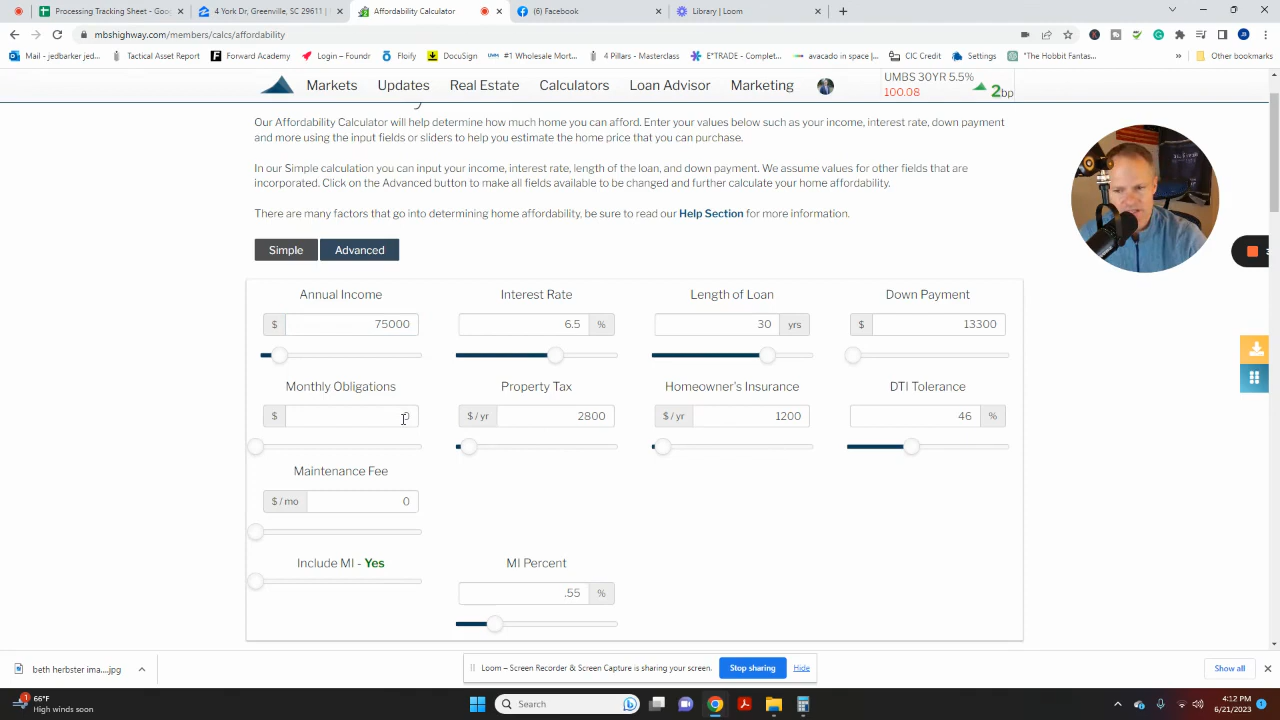 Processing Tracking Sheet - Goo
4 York Dr, Greenville, SC 29611 |
Affordability Calculator
(6) Facebook
Library | Loom
mbshighway.com/members/calcs/affordability
Mail - jedbarker jed...
Tactical Asset Report
Forward Academy
Login – Foundr
Floify
DocuSign
#1 Wholesale Mort...
4 Pillars - Masterclass
E*TRADE - Complet...
avacado in space |...
CIC Credit
Settings
*The Hobbit Fantas...
»
Other bookmarks
Markets
Updates
Real Estate
Calculators
Loan Advisor
Marketing
UMBS 30YR 5.5%
100.08
2bp
Our Affordability Calculator will help determine how much home you can afford. Enter your values below such as your income, interest rate, down payment
and more using the input fields or sliders to help you estimate the home price that you can purchase.
In our Simple calculation you can input your income, interest rate, length of the loan, and down payment. We assume values for other fields that are
incorporated. Click on the Advanced button to make all fields available to be changed and further calculate your home affordability.
There are many factors that go into determining home affordability, be sure to read our Help Section for more information.
Simple
Advanced
Annual Income
Interest Rate
Length of Loan
Down Payment
$ 75000
6.5 %
30 yrs
$ 13300
Monthly Obligations
Property Tax
Homeowner's Insurance
DTI Tolerance
$ 0
$ / yr 2800
$ / yr 1200
46 %
Maintenance Fee
$ / mo 0
Include MI - Yes
MI Percent
.55 %
beth herbster ima....jpg
Loom – Screen Recorder & Screen Capture is sharing your screen.
Stop sharing
Hide
Show all
1
66°F
High winds soon
Search
4:12 PM
6/21/2023